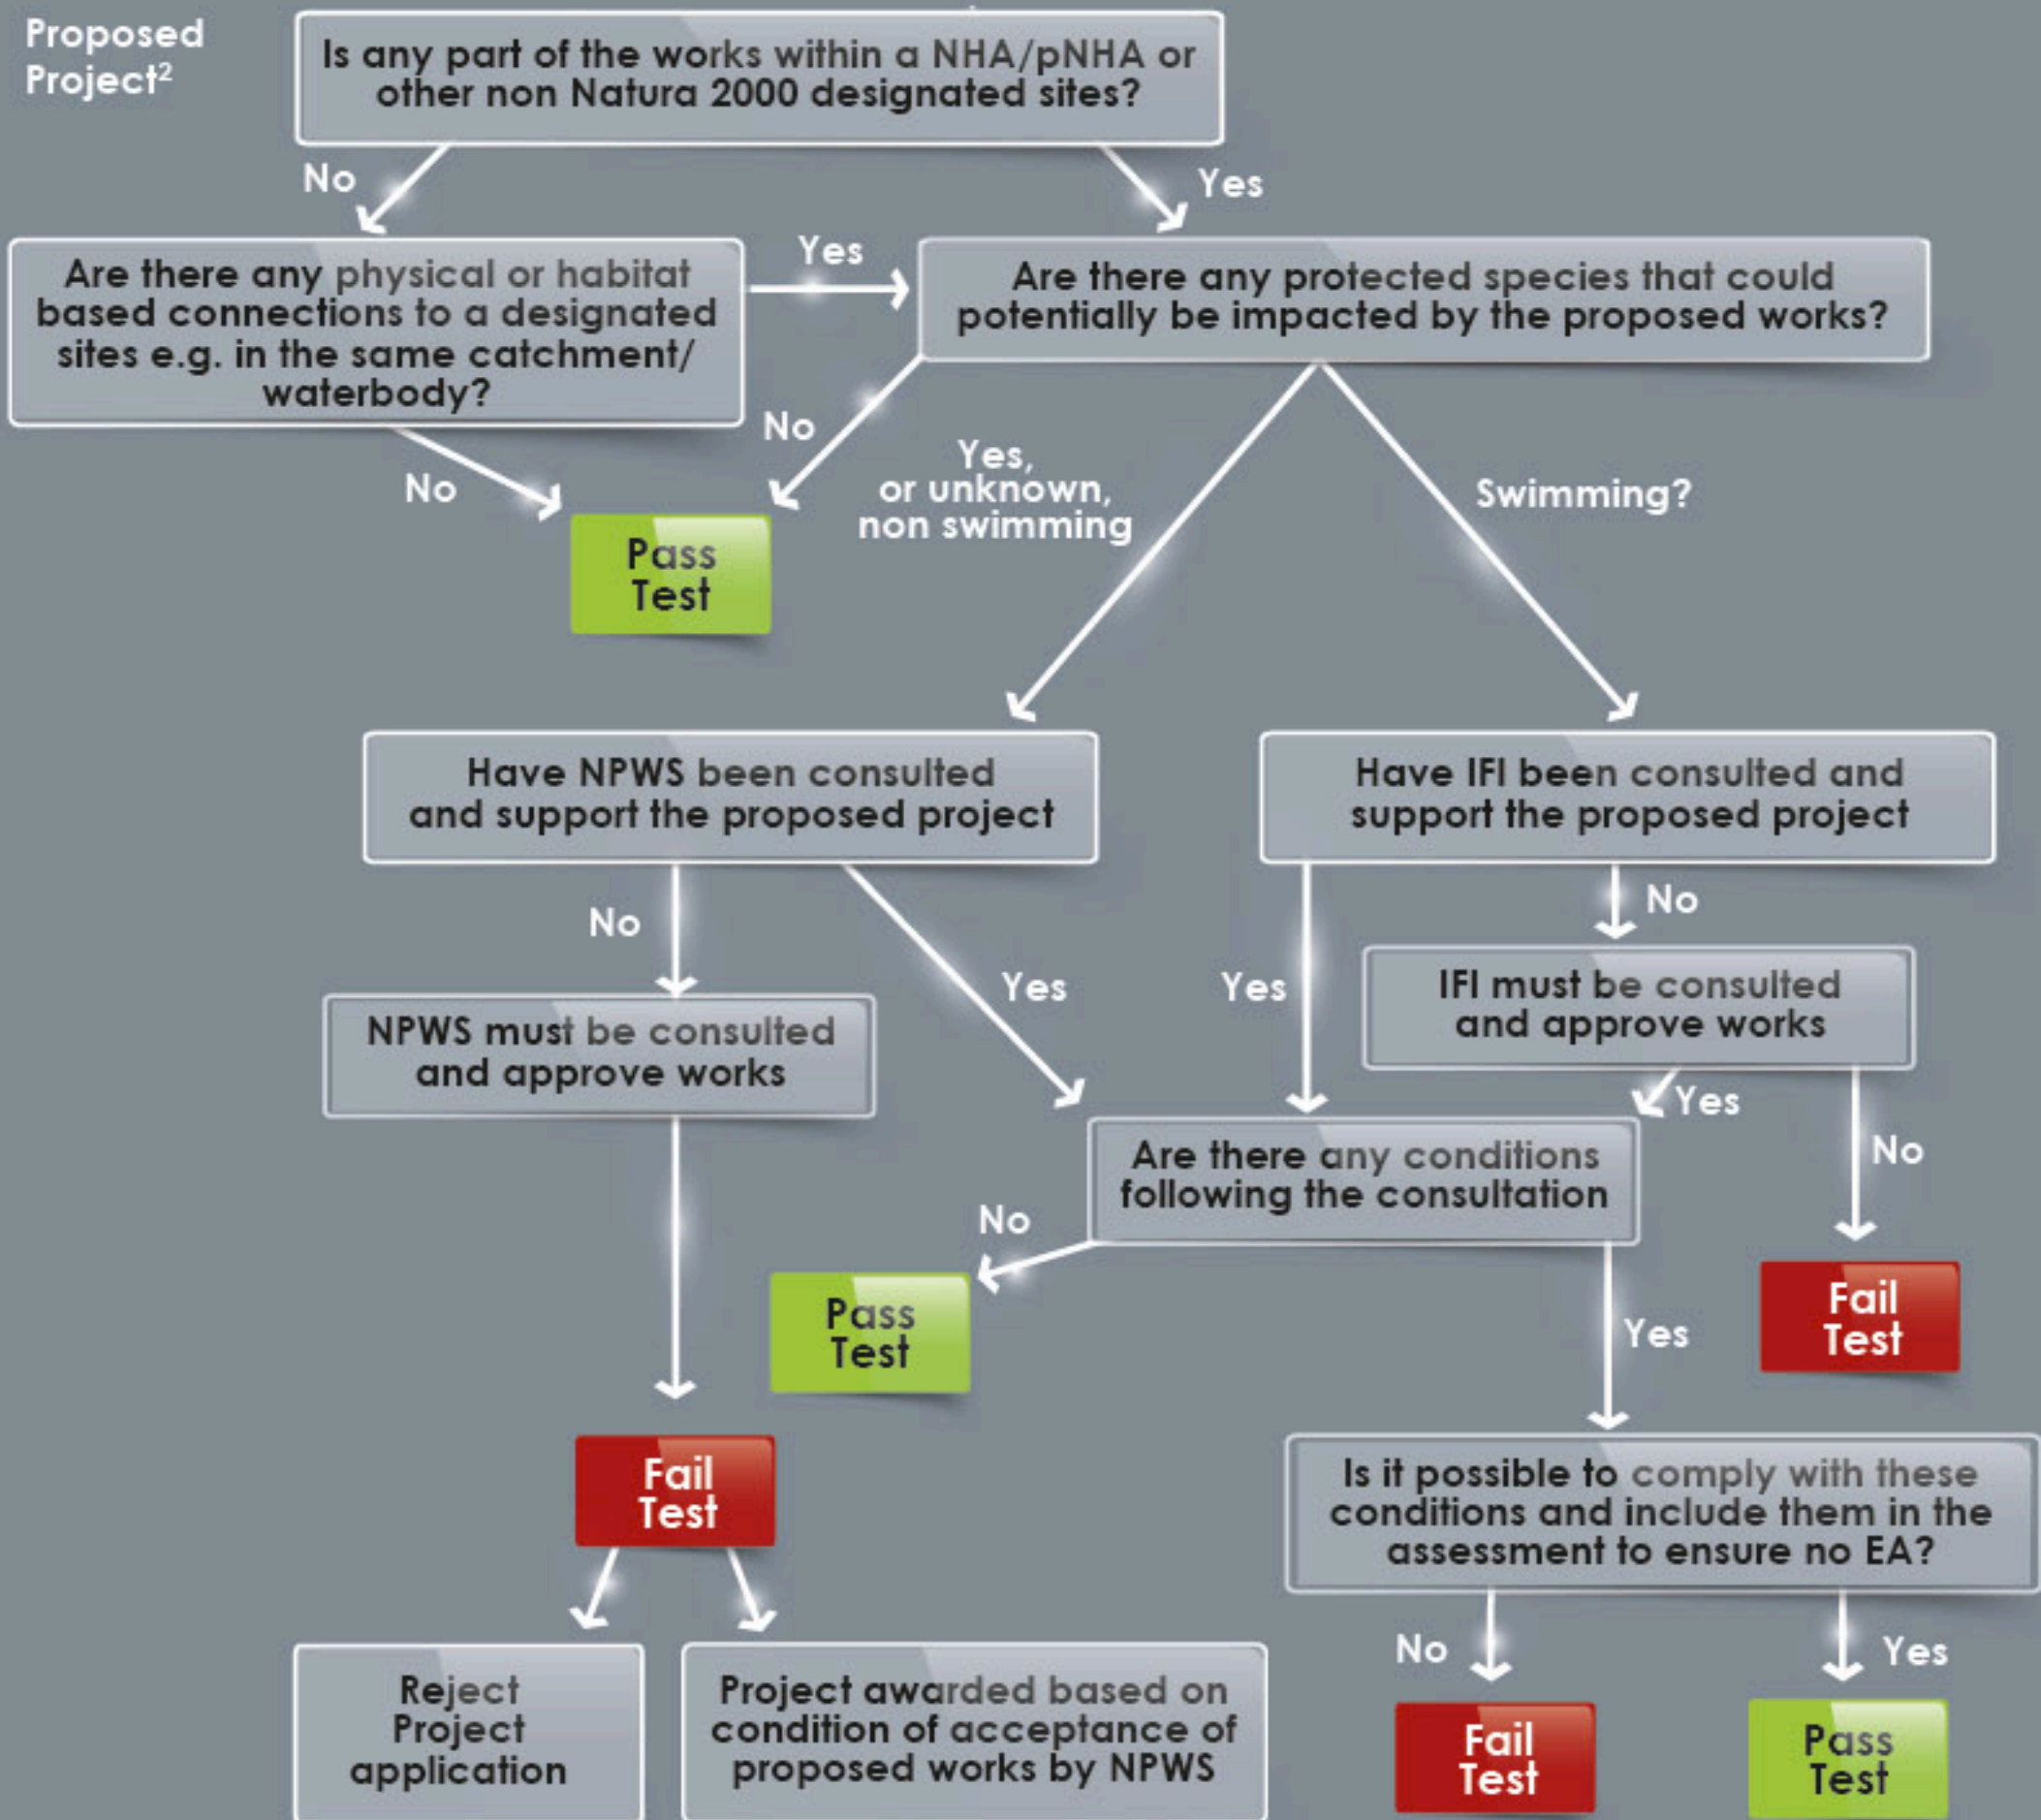 Proposed
Project²
Is any part of the works within a NHA/pNHA or
other non Natura 2000 designated sites?
No
Yes
Are there any physical or habitat
based connections to a designated
sites e.g. in the same catchment/
waterbody?
Yes
Are there any protected species that could
potentially be impacted by the proposed works?
No
No
Yes,
or unknown,
non swimming
Swimming?
Pass
Test
Have NPWS been consulted
and support the proposed project
Have IFI been consulted and
support the proposed project
No
Yes
Yes
No
NPWS must be consulted
and approve works
IFI must be consulted
and approve works
Yes
No
Are there any conditions
following the consultation
No
Yes
Pass
Test
Fail
Test
Fail
Test
Is it possible to comply with these
conditions and include them in the
assessment to ensure no EA?
No
Yes
Reject
Project
application
Project awarded based on
condition of acceptance of
proposed works by NPWS
Fail
Test
Pass
Test